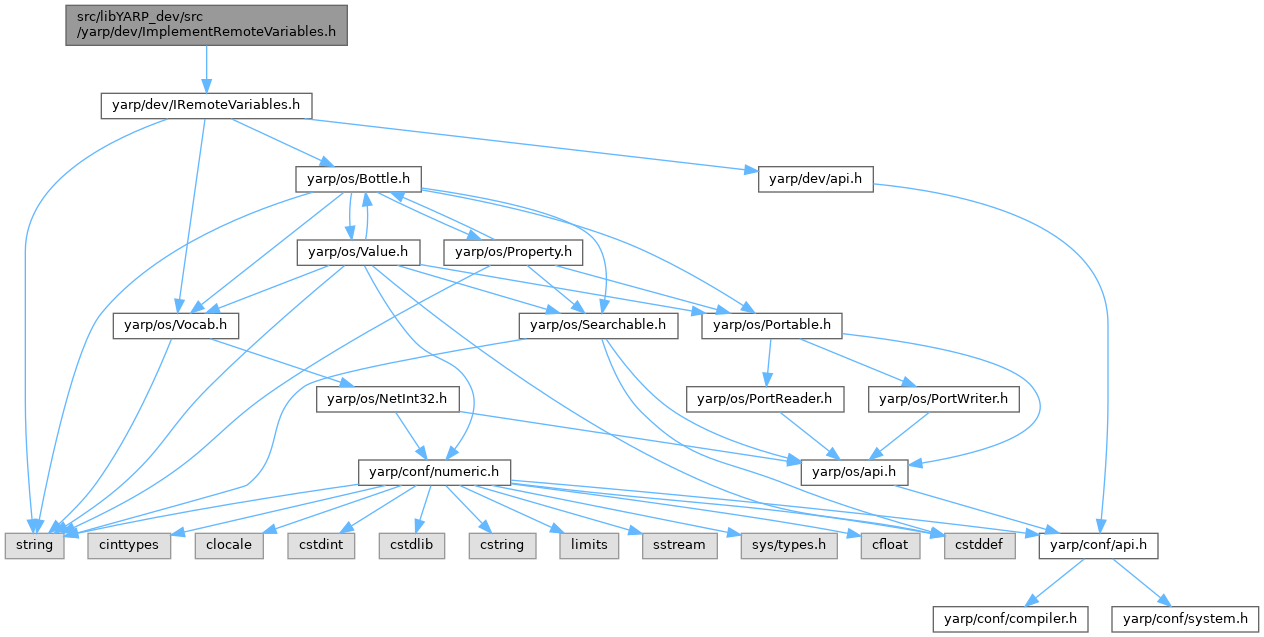 src/libYARP_dev/src
/yarp/dev/ImplementRemoteVariables.h
yarp/dev/IRemoteVariables.h
yarp/os/Bottle.h
yarp/dev/api.h
yarp/os/Value.h
yarp/os/Property.h
yarp/os/Vocab.h
yarp/os/Searchable.h
yarp/os/Portable.h
yarp/os/NetInt32.h
yarp/os/PortReader.h
yarp/os/PortWriter.h
yarp/conf/numeric.h
yarp/os/api.h
string
cinttypes
clocale
cstdint
cstdlib
cstring
limits
sstream
sys/types.h
cfloat
cstddef
yarp/conf/api.h
yarp/conf/compiler.h
yarp/conf/system.h